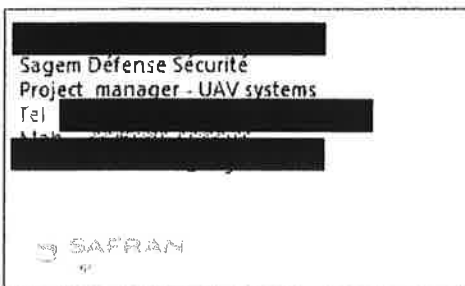 Sagem Défense Sécurité
Project manager - UAV systems
Tel
SAFRAN